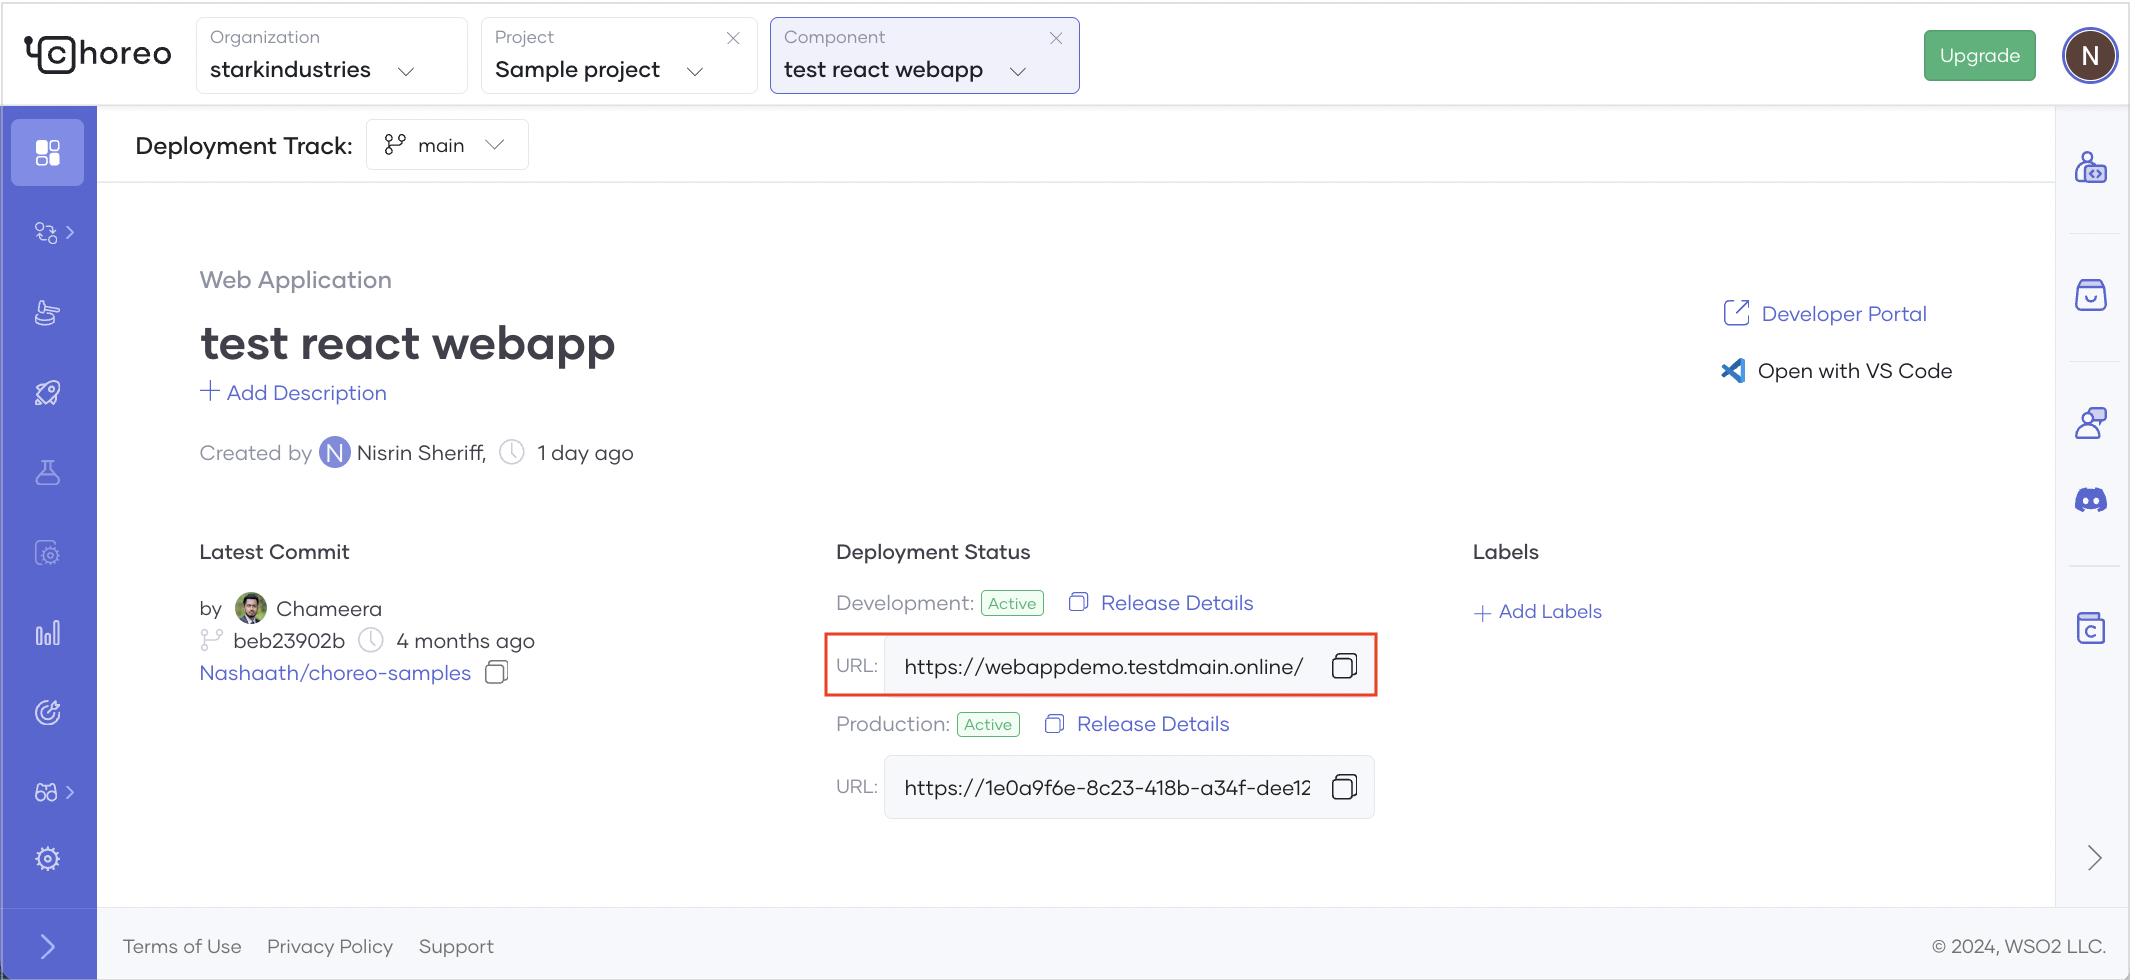 choreo
Organization
starkindustries
Project
Sample project
Component
test react webapp
Upgrade
N
Deployment Track:
main
Web Application
test react webapp
Add Description
Created by N Nisrin Sheriff, 1 day ago
Developer Portal
Open with VS Code
Latest Commit
by Chameera
beb23902b 4 months ago
Nashaath/choreo-samples
Deployment Status
Development: Active Release Details
URL: https://webappdemo.testdmain.online/
Production: Active Release Details
URL: https://1e0a9f6e-8c23-418b-a34f-dee12
Labels
Add Labels
C
Terms of Use Privacy Policy Support
© 2024, WSO2 LLC.